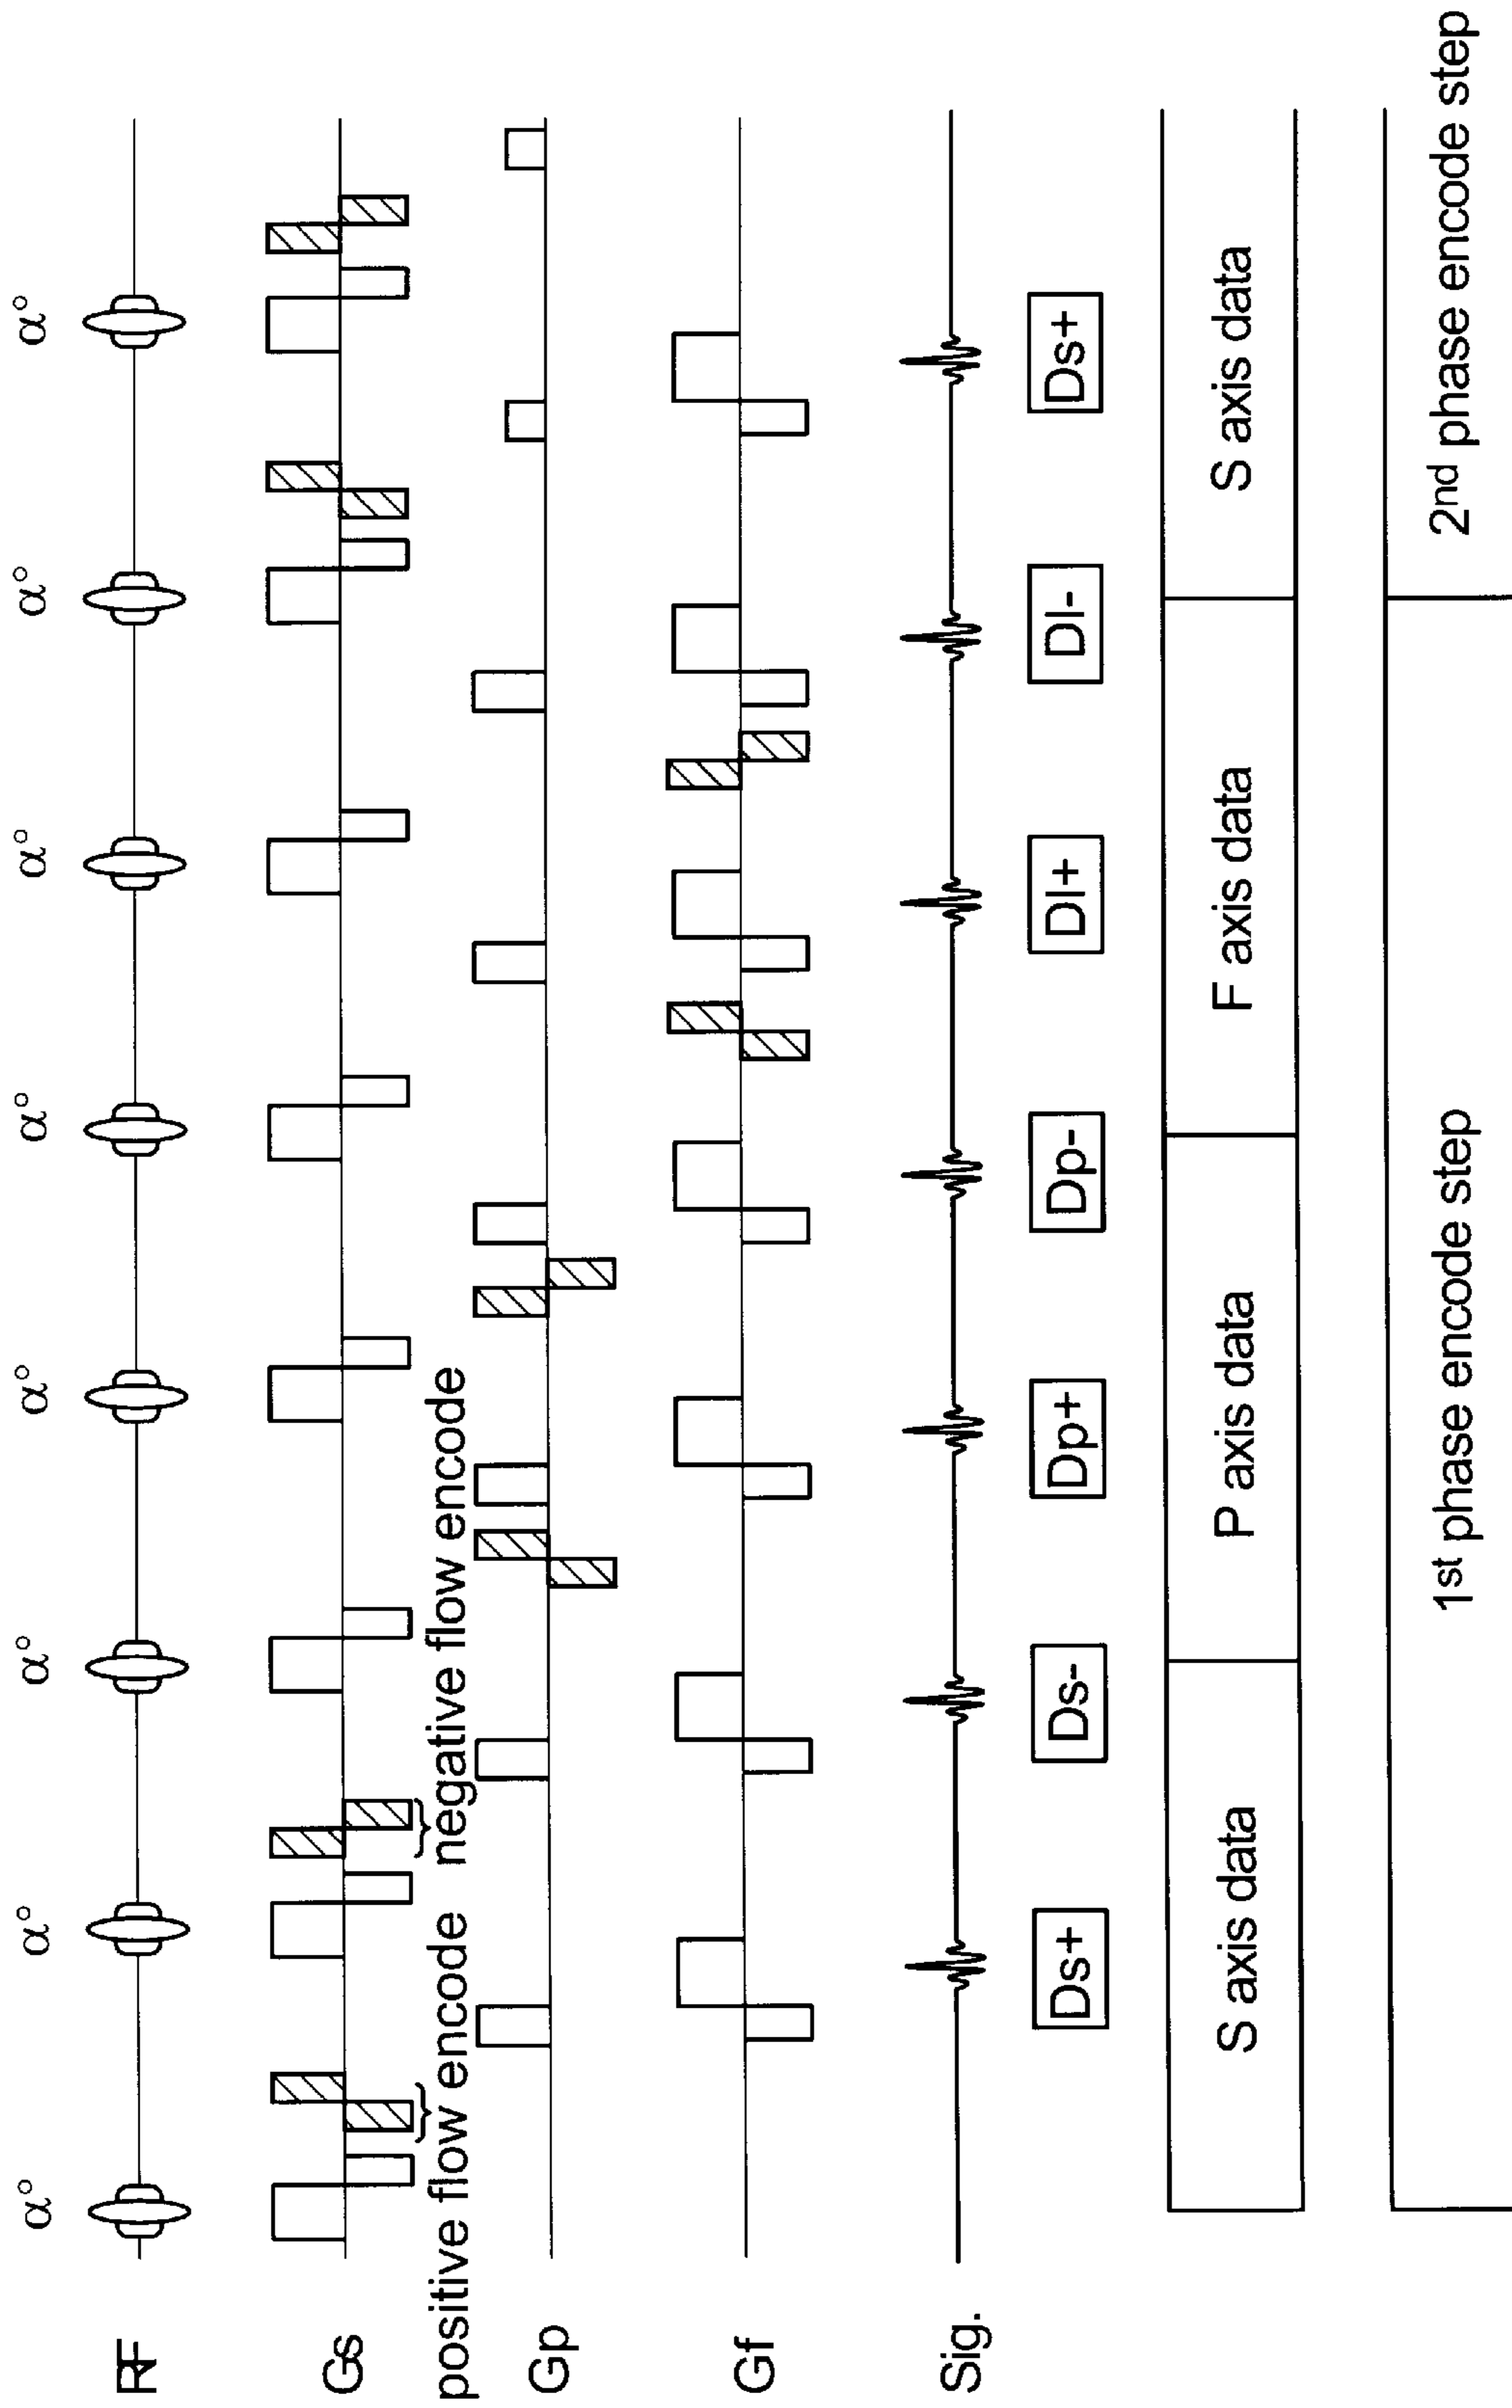 α° α° α° α° α° α° α° α°
RF
Gs
positive flow encode negative flow encode
Gp
Gf
Sig.
Ds+ Ds- Dp+ Dp- Dl+ Dl- Ds+
S axis data P axis data F axis data S axis data
1st phase encode step 2nd phase encode step